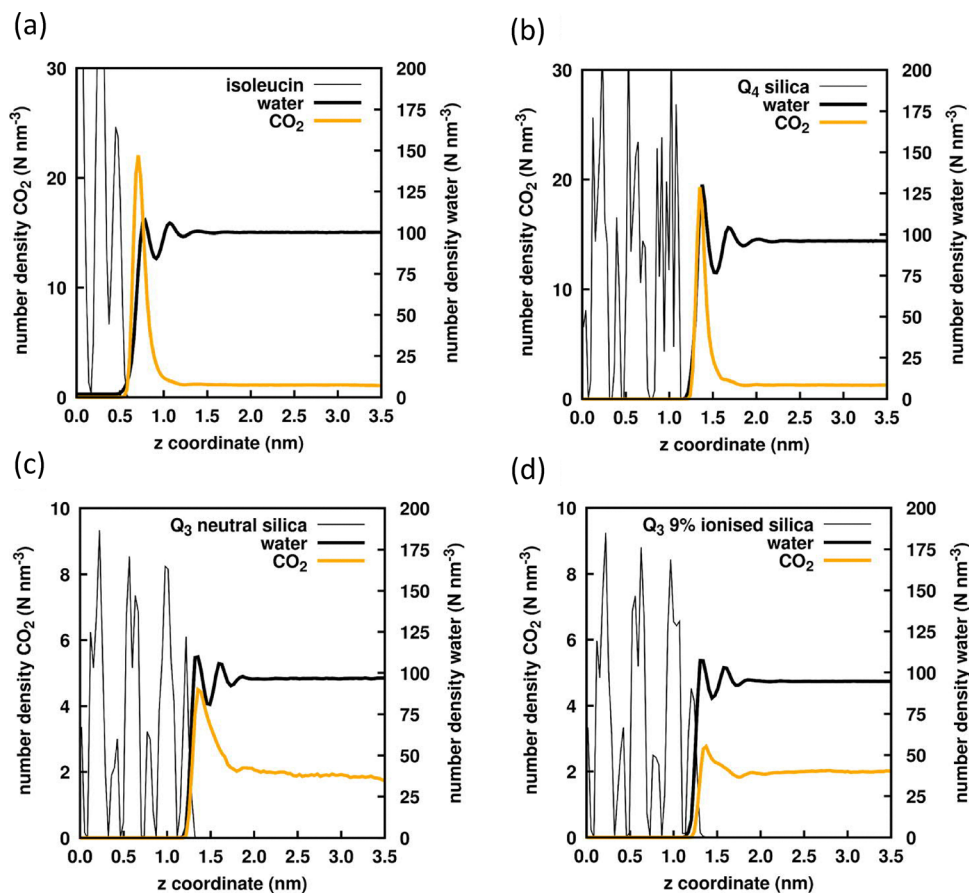 (a)
30
20
10
0
200
175
150
125
100
75
50
25
0
isoleucin
water
CO2
number density CO2 (N nm-3)
number density water (N nm-3)
0.0 0.5 1.0 1.5 2.0 2.5 3.0 3.5
z coordinate (nm)
(b)
30
20
10
0
200
175
150
125
100
75
50
25
0
Q4 silica
water
CO2
number density CO2 (N nm-3)
number density water (N nm-3)
0.0 0.5 1.0 1.5 2.0 2.5 3.0 3.5
z coordinate (nm)
(c)
10
8
6
4
2
0
200
175
150
125
100
75
50
25
0
Q3 neutral silica
water
CO2
number density CO2 (N nm-3)
number density water (N nm-3)
0.0 0.5 1.0 1.5 2.0 2.5 3.0 3.5
z coordinate (nm)
(d)
10
8
6
4
2
0
200
175
150
125
100
75
50
25
0
Q3 9% ionised silica
water
CO2
number density CO2 (N nm-3)
number density water (N nm-3)
0.0 0.5 1.0 1.5 2.0 2.5 3.0 3.5
z coordinate (nm)